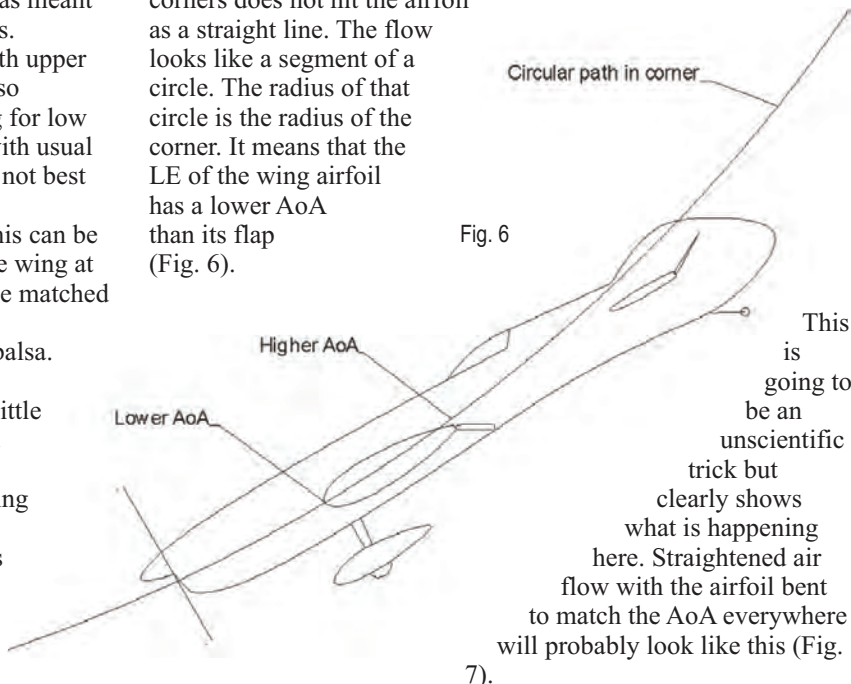 as meant
s.
th upper
so
g for low
with usual
not best
his can be
e wing at
e matched
balsa.
ittle
ing
s
corners does not hit the airfoil
as a straight line. The flow
looks like a segment of a
circle. The radius of that
circle is the radius of the
corner. It means that the
LE of the wing airfoil
has a lower AoA
than its flap
(Fig. 6).
Circular path in corner
Fig. 6
Higher AoA
Lower AoA
This
is
going to
be an
unscientific
trick but
clearly shows
what is happening
here. Straightened air
flow with the airfoil bent
to match the AoA everywhere
will probably look like this (Fig.
7).